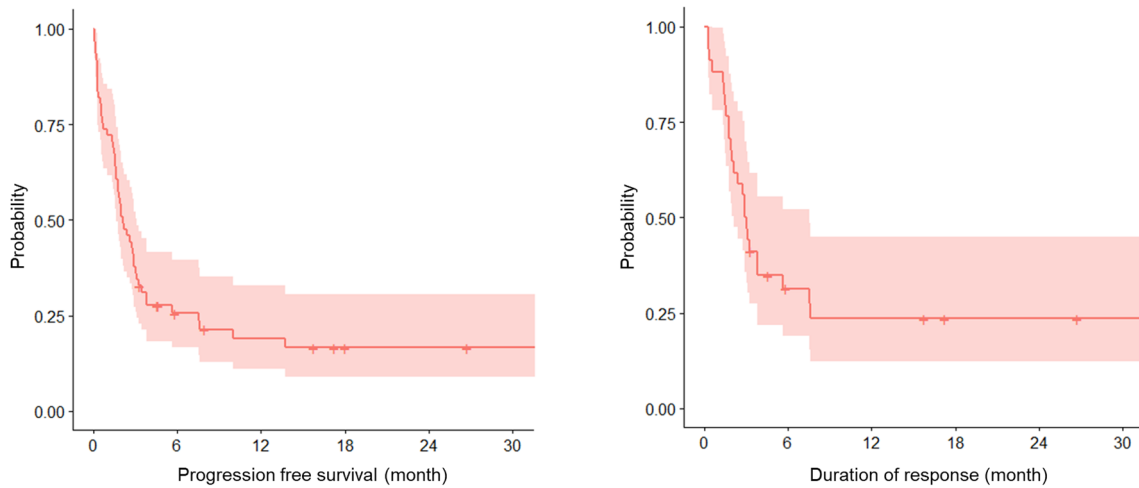 1.00
0.75
0.50
0.25
0.00
Probability
0 6 12 18 24 30
Progression free survival (month)
1.00
0.75
0.50
0.25
0.00
Probability
0 6 12 18 24 30
Duration of response (month)